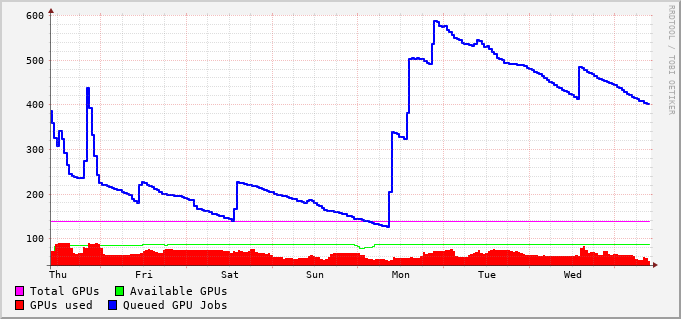 600
500
400
300
200
100
Thu Fri Sat Sun Mon Tue Wed
RRDTOOL / TOBI OETIKER
Total GPUs Available GPUs
GPUs used Queued GPU Jobs